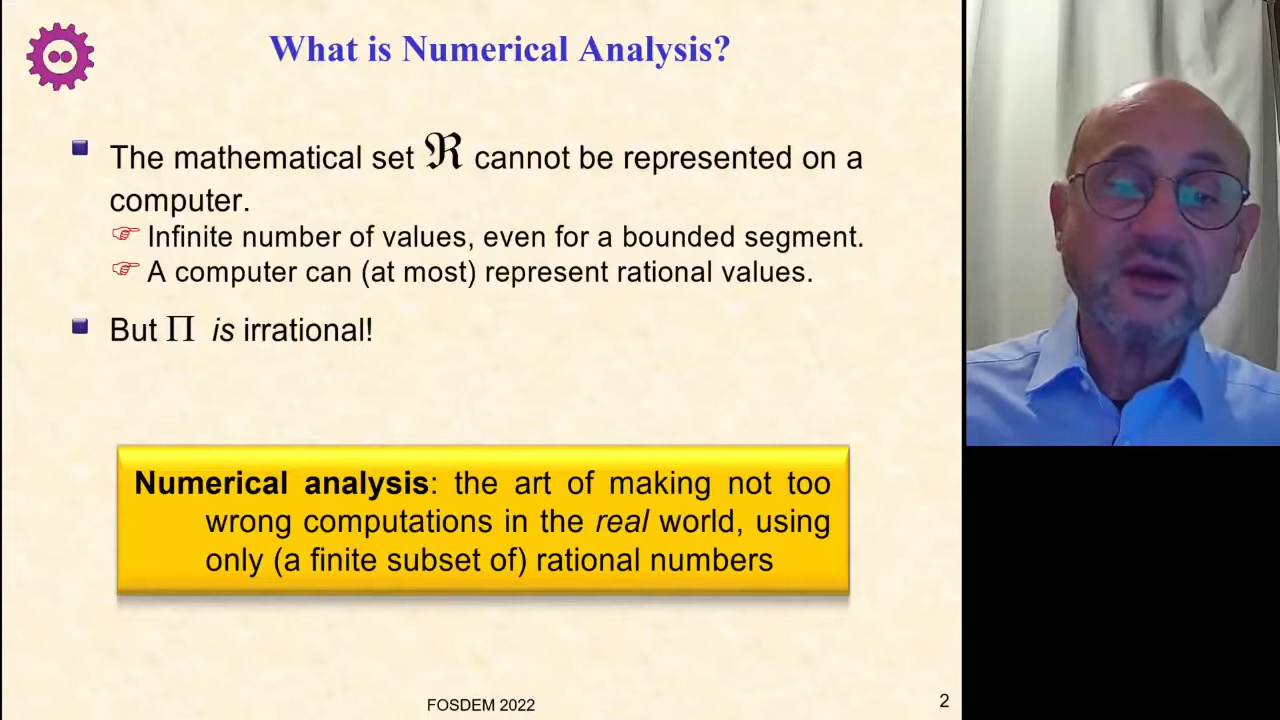 What is Numerical Analysis?
The mathematical set ℜ cannot be represented on a
computer.
Infinite number of values, even for a bounded segment.
A computer can (at most) represent rational values.
But Π is irrational!
Numerical analysis: the art of making not too
wrong computations in the real world, using
only (a finite subset of) rational numbers
FOSDEM 2022
2